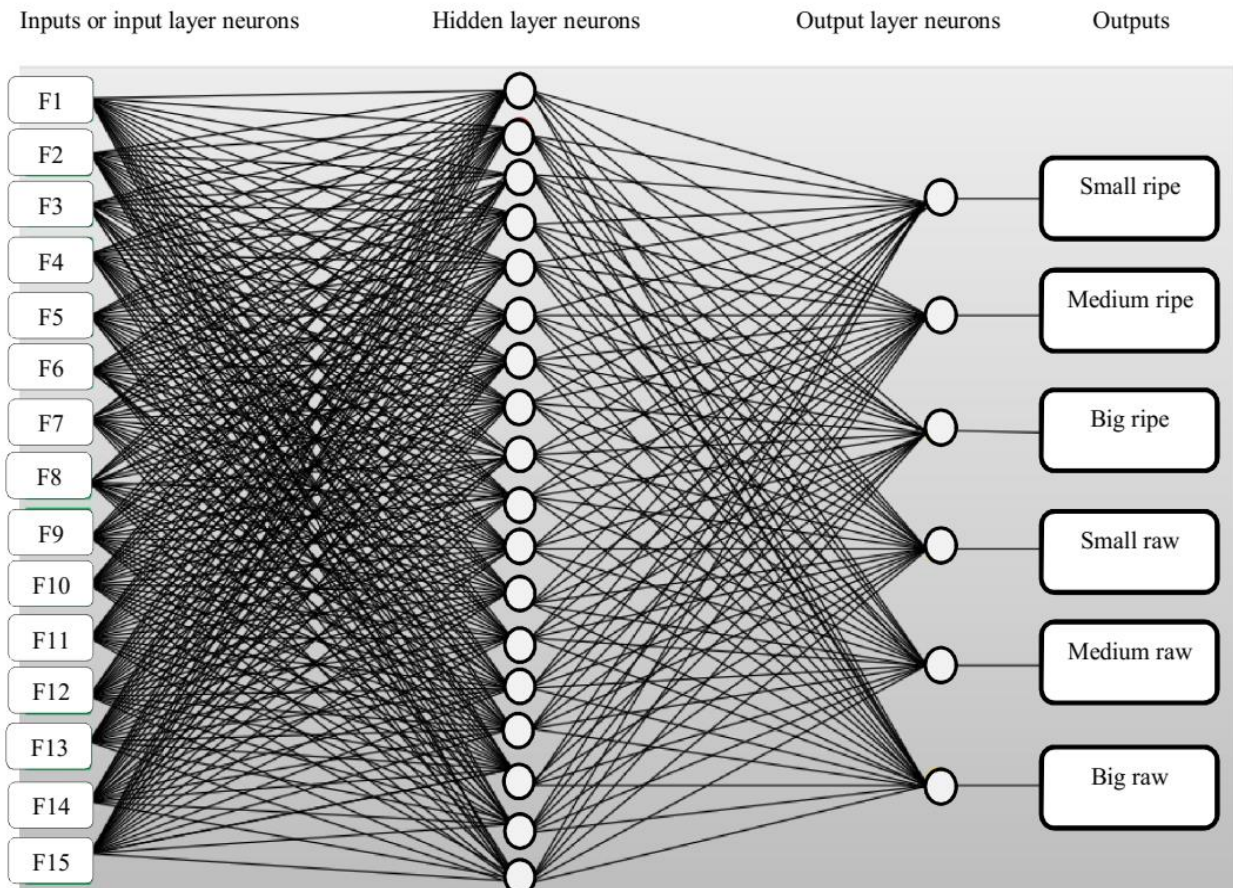 Inputs or input layer neurons
Hidden layer neurons
Output layer neurons
Outputs
F1
F2
F3
F4
F5
F6
F7
F8
F9
F10
F11
F12
F13
F14
F15
Small ripe
Medium ripe
Big ripe
Small raw
Medium raw
Big raw